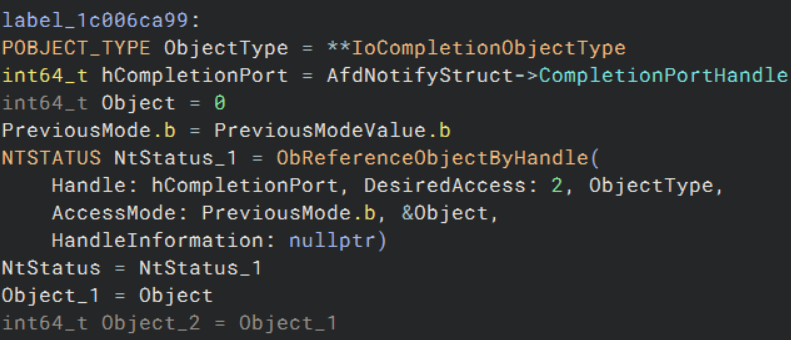 label_1c006ca99:
POBJECT_TYPE ObjectType = **IoCompletionObjectType
int64_t hCompletionPort = AfdNotifyStruct->CompletionPortHandle
int64_t Object = 0
PreviousMode.b = PreviousModeValue.b
NTSTATUS NtStatus_1 = ObReferenceObjectByHandle(
    Handle: hCompletionPort, DesiredAccess: 2, ObjectType,
    AccessMode: PreviousMode.b, &Object,
    HandleInformation: nullptr)
NtStatus = NtStatus_1
Object_1 = Object
int64_t Object_2 = Object_1